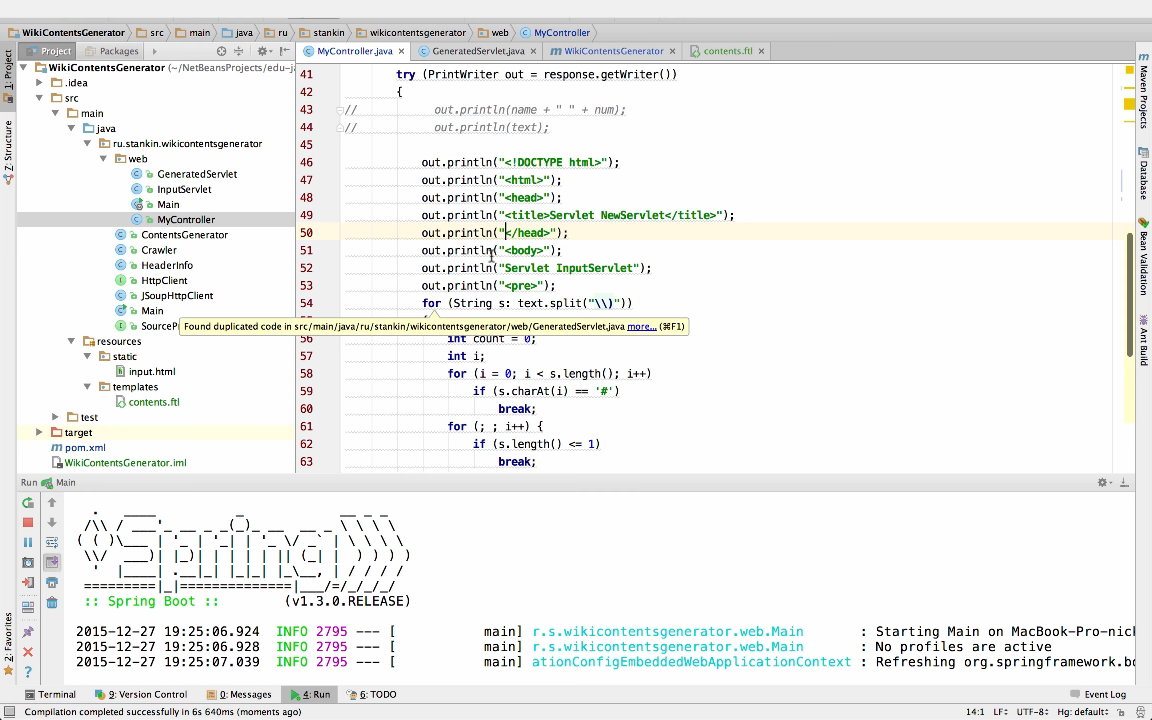 WikiContentsGenerator src main java ru stankin wikicontentsgenerator web MyController
Project Packages
MyController.java GeneratedServlet.java WikiContentsGenerator contents.ftl
1: Project
Z: Structure
2: Favorites
Maven Projects
Database
Bean Validation
Ant Build
WikiContentsGenerator (~/NetBeansProjects/edu-j
.idea
src
main
java
ru.stankin.wikicontentsgenerator
web
GeneratedServlet
InputServlet
Main
MyController
ContentsGenerator
Crawler
HeaderInfo
HttpClient
JSoupHttpClient
Main
SourceP
resources
static
input.html
templates
contents.ftl
test
target
pom.xml
WikiContentsGenerator.iml
41 try (PrintWriter out = response.getWriter())
42 {
43 // out.println(name + " " + num);
44 // out.println(text);
45
46 out.println("<!DOCTYPE html>");
47 out.println("<html>");
48 out.println("<head>");
49 out.println("<title>Servlet NewServlet</title>");
50 out.println("</head>");
51 out.println("<body>");
52 out.println("Servlet InputServlet");
53 out.println("<pre>");
54 for (String s: text.split("\\"))
Found duplicated code in src/main/java/ru/stankin/wikicontentsgenerator/web/GeneratedServlet.java more... (⌘F1)
56 int count = 0;
57 int i;
58 for (i = 0; i < s.length(); i++)
59 if (s.charAt(i) == '#')
60 break;
61 for (; ; i++) {
62 if (s.length() <= 1)
63 break;
Run Main
:: Spring Boot :: (v1.3.0.RELEASE)
2015-12-27 19:25:06.924 INFO 2795 --- [ main] r.s.wikicontentsgenerator.web.Main : Starting Main on MacBook-Pro-nick
2015-12-27 19:25:06.928 INFO 2795 --- [ main] r.s.wikicontentsgenerator.web.Main : No profiles are active
2015-12-27 19:25:07.039 INFO 2795 --- [ main] ationConfigEmbeddedWebApplicationContext : Refreshing org.springframework.bo
Terminal 9: Version Control 0: Messages 4: Run 6: TODO Event Log
Compilation completed successfully in 6s 640ms (moments ago) 14:1 LF÷ UTF-8÷ Hg: default÷